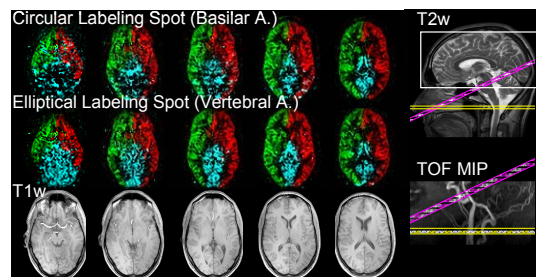 Circular Labeling Spot (Basilar A.)
T2w
Elliptical Labeling Spot (Vertebral A.)
TOF MIP
T1w